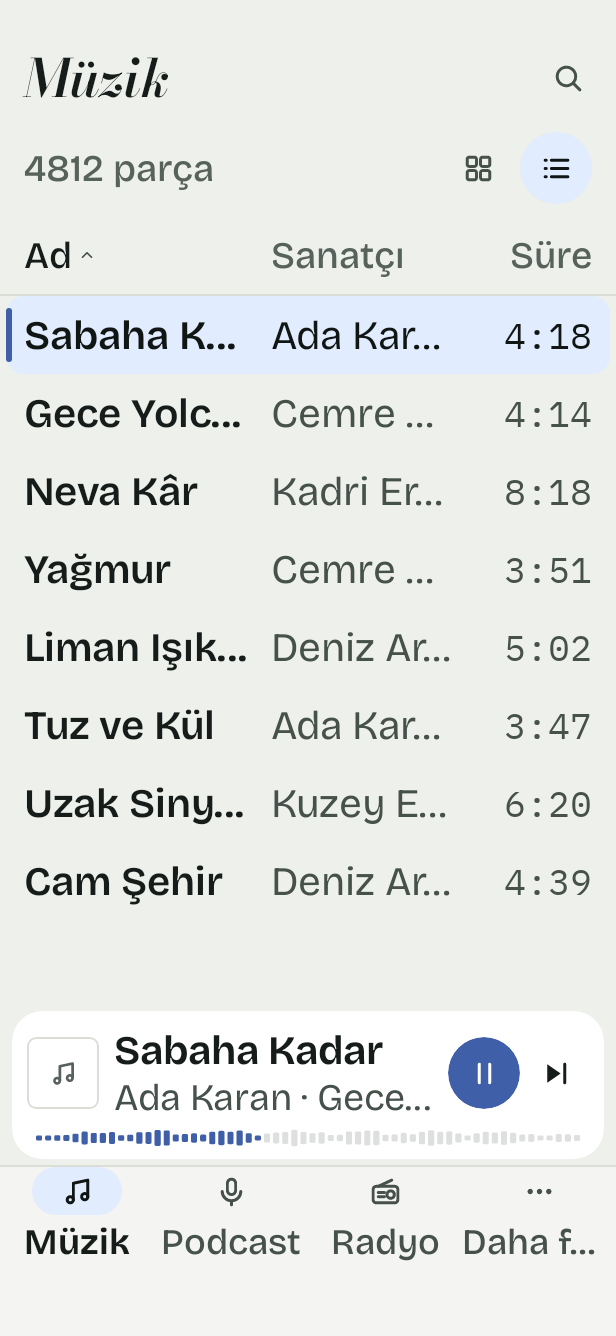 Müzik
4812 parça
Ad Sanatçı Süre
Sabaha K... Ada Kar... 4:18
Gece Yolc... Cemre ... 4:14
Neva Kâr Kadri Er... 8:18
Yağmur Cemre ... 3:51
Liman Işık... Deniz Ar... 5:02
Tuz ve Kül Ada Kar... 3:47
Uzak Siny... Kuzey E... 6:20
Cam Şehir Deniz Ar... 4:39
Sabaha Kadar
Ada Karan · Gece...
Müzik Podcast Radyo Daha f...